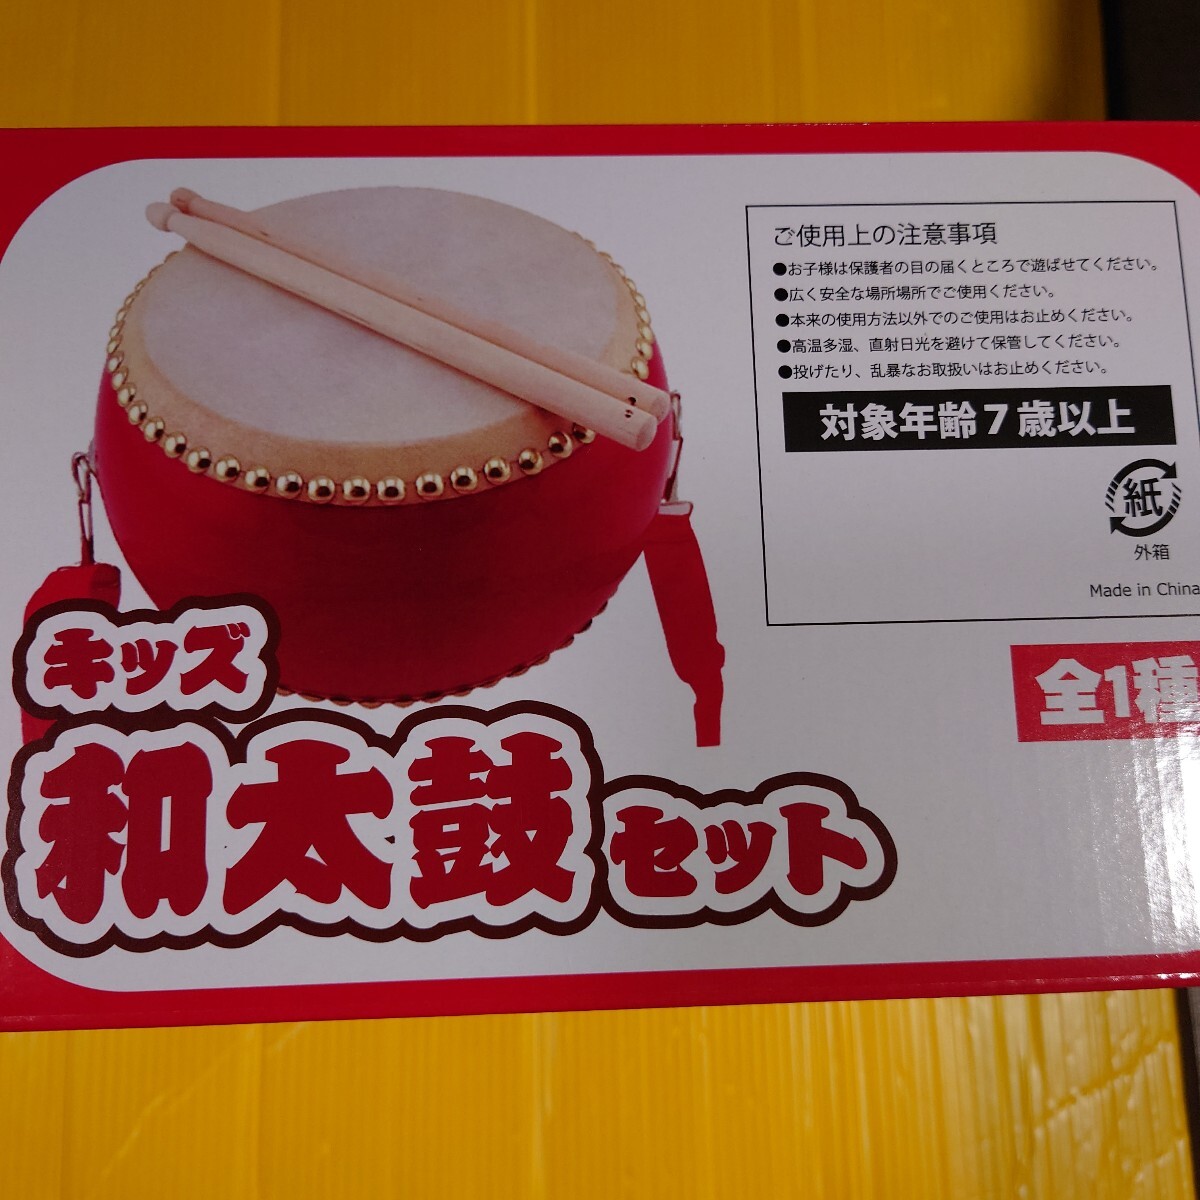 ご使用上の注意事項
●お子様は保護者の目の届くところで遊ばせてください。
●広く安全な場所場所でご使用ください。
●本来の使用方法以外でのご使用はお止めください。
●高温多湿、直射日光を避けて保管してください。
●投げたり、乱暴なお取扱いはお止めください。
対象年齢7歳以上
紙
外箱
Made in China
全1種
キッズ
和太鼓セット